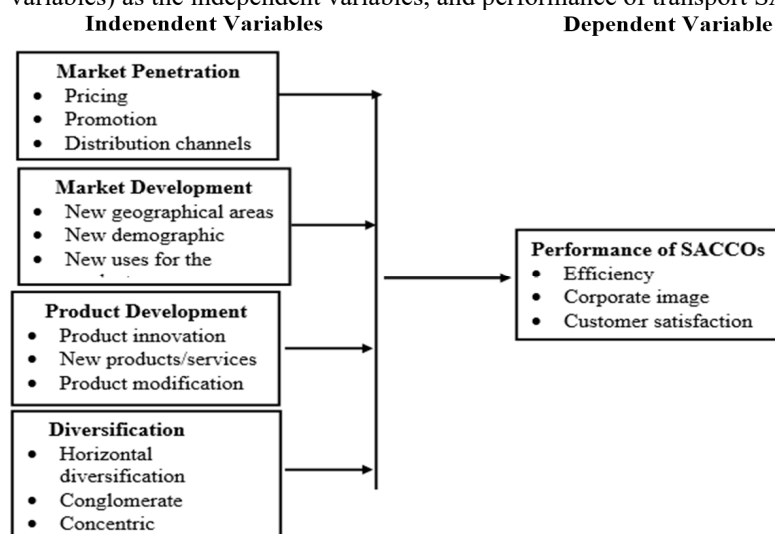 variables) as the independent variables, and performance of transport
Independent Variables
Dependent Variable
Market Penetration
• Pricing
• Promotion
• Distribution channels
Market Development
• New geographical areas
• New demographic
• New uses for the
Product Development
• Product innovation
• New products/services
• Product modification
Diversification
• Horizontal
diversification
• Conglomerate
• Concentric
Performance of SACCOs
• Efficiency
• Corporate image
• Customer satisfaction